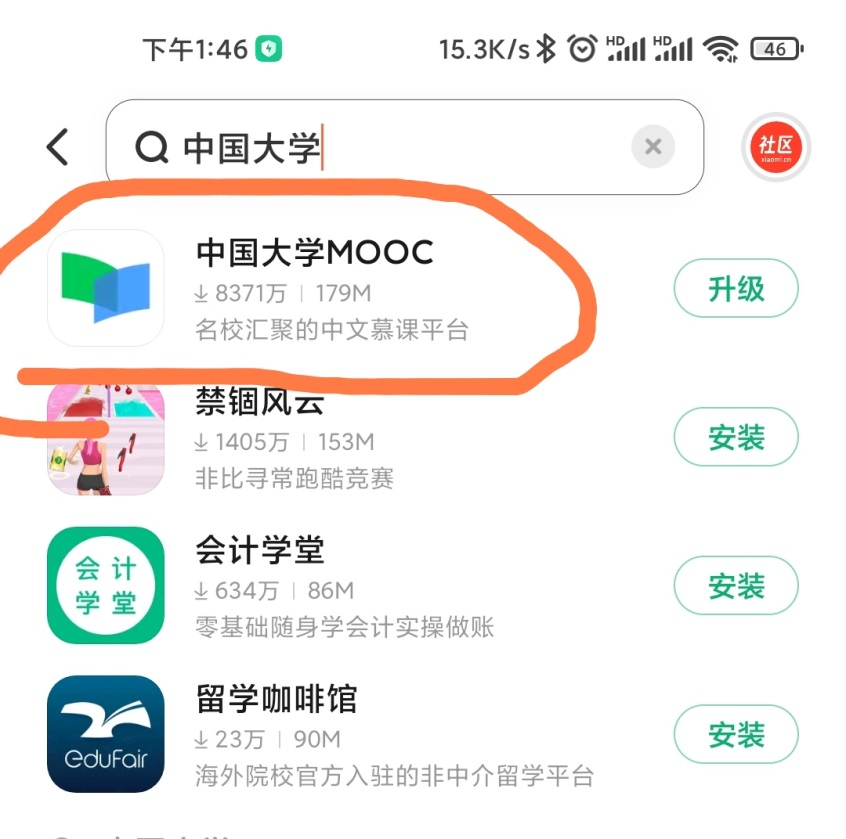 下午1:46
15.3K/s HD HD 46
中国大学
社区
xiaomi.cn
中国大学MOOC
8371万 | 179M
名校汇聚的中文慕课平台
升级
禁锢风云
1405万 | 153M
非比寻常跑酷竞赛
安装
会计
学堂
会计学堂
634万 | 86M
零基础随身学会计实操做账
安装
eduFair
留学咖啡馆
23万 | 90M
海外院校官方入驻的非中介留学平台
安装